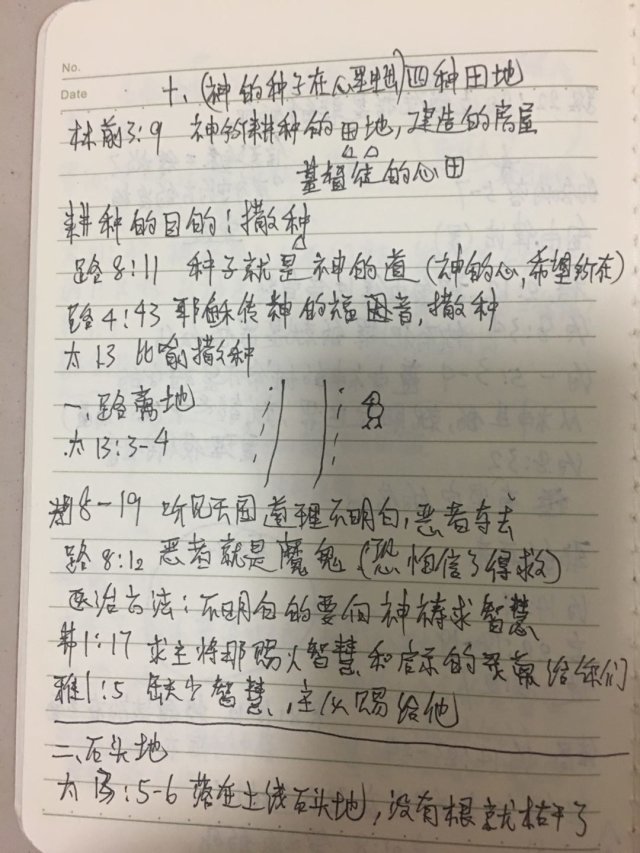 No.
Date
十、(神的种子在心里)四种田地
林前3:9 神所耕种的田地,建造的房屋
基督徒的心田
耕种的目的:撒种
路8:11 种子就是神的道(神的心,希望所在)
路4:43 耶稣传神的福音,撒种
太13 比喻撒种
一、路旁地
太13:3-4
18-19 听见天国道理不明白,恶者夺去
路8:12 恶者就是魔鬼(恐怕信了得救)
医治方法:不明白的要向神祷求智慧
弗1:17 求主将那赐人智慧和启示的灵赏给你们
雅1:5 缺少智慧,主必赐给他
二、石头地
太13:5-6 落在土浅石头地,没有根就枯干了